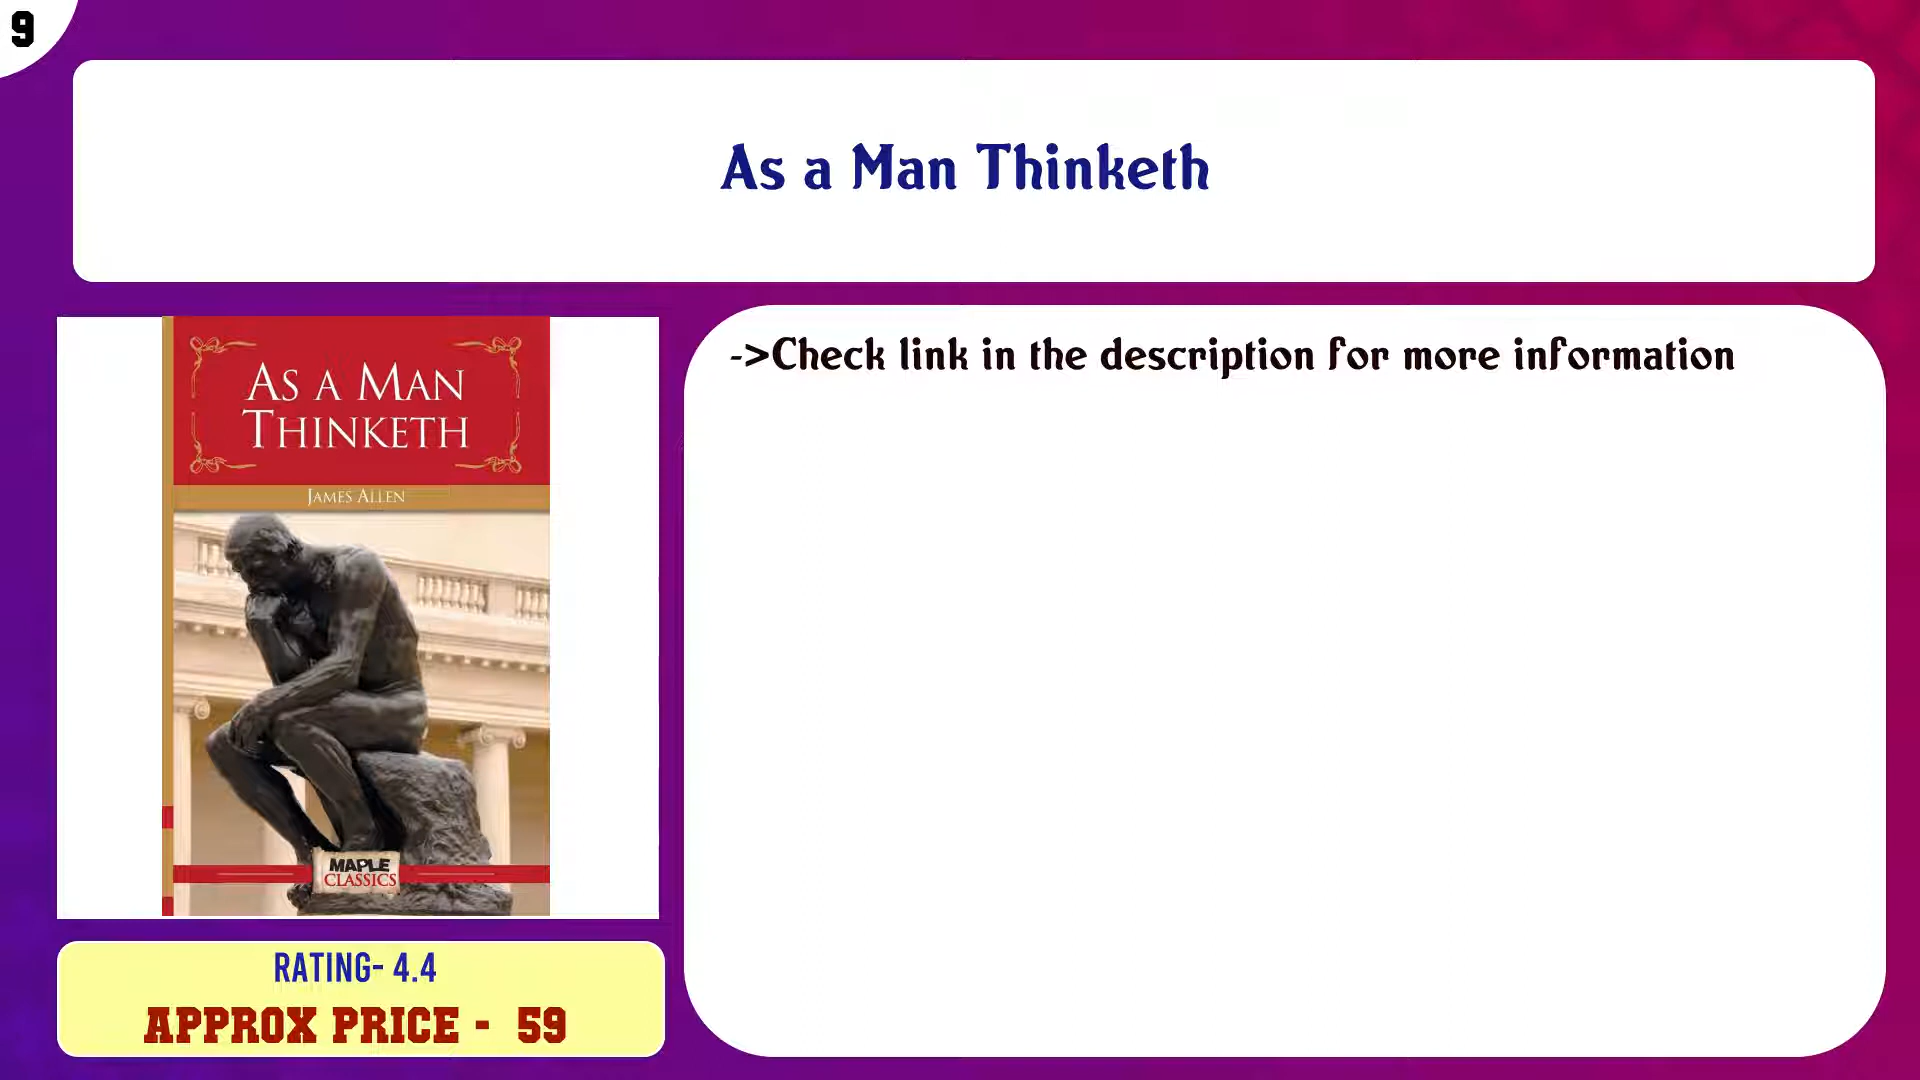 9
As a Man Thinketh
AS A MAN
THINKETH
JAMES ALLEN
MAPLE
CLASSICS
RATING- 4.4
APPROX PRICE - 59
->Check link in the description for more information